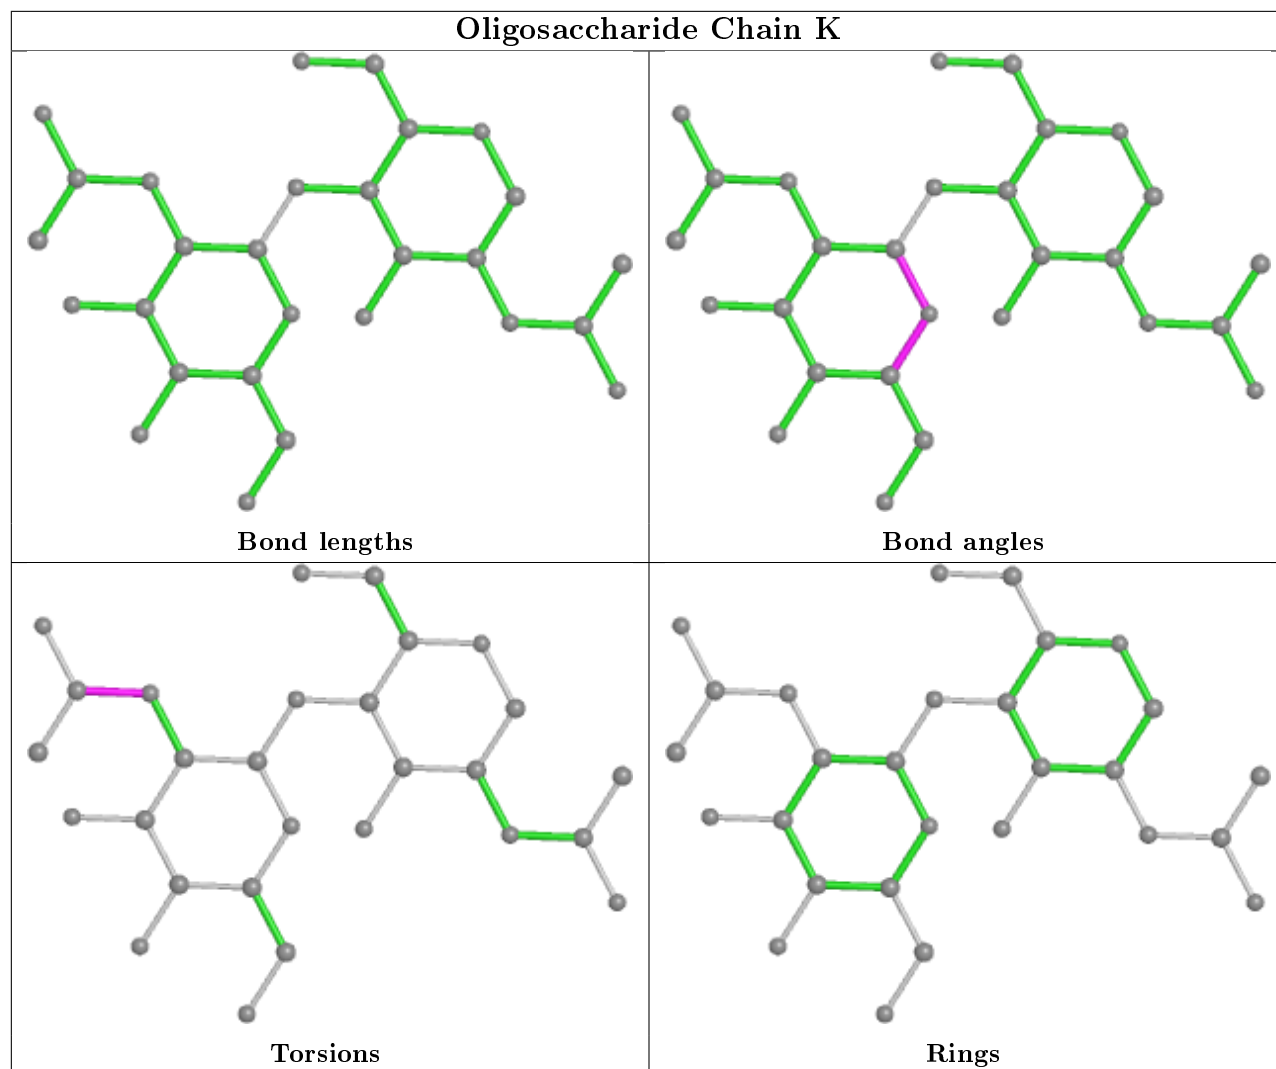 Oligosaccharide Chain K
Bond lengths
Bond angles
Torsions
Rings